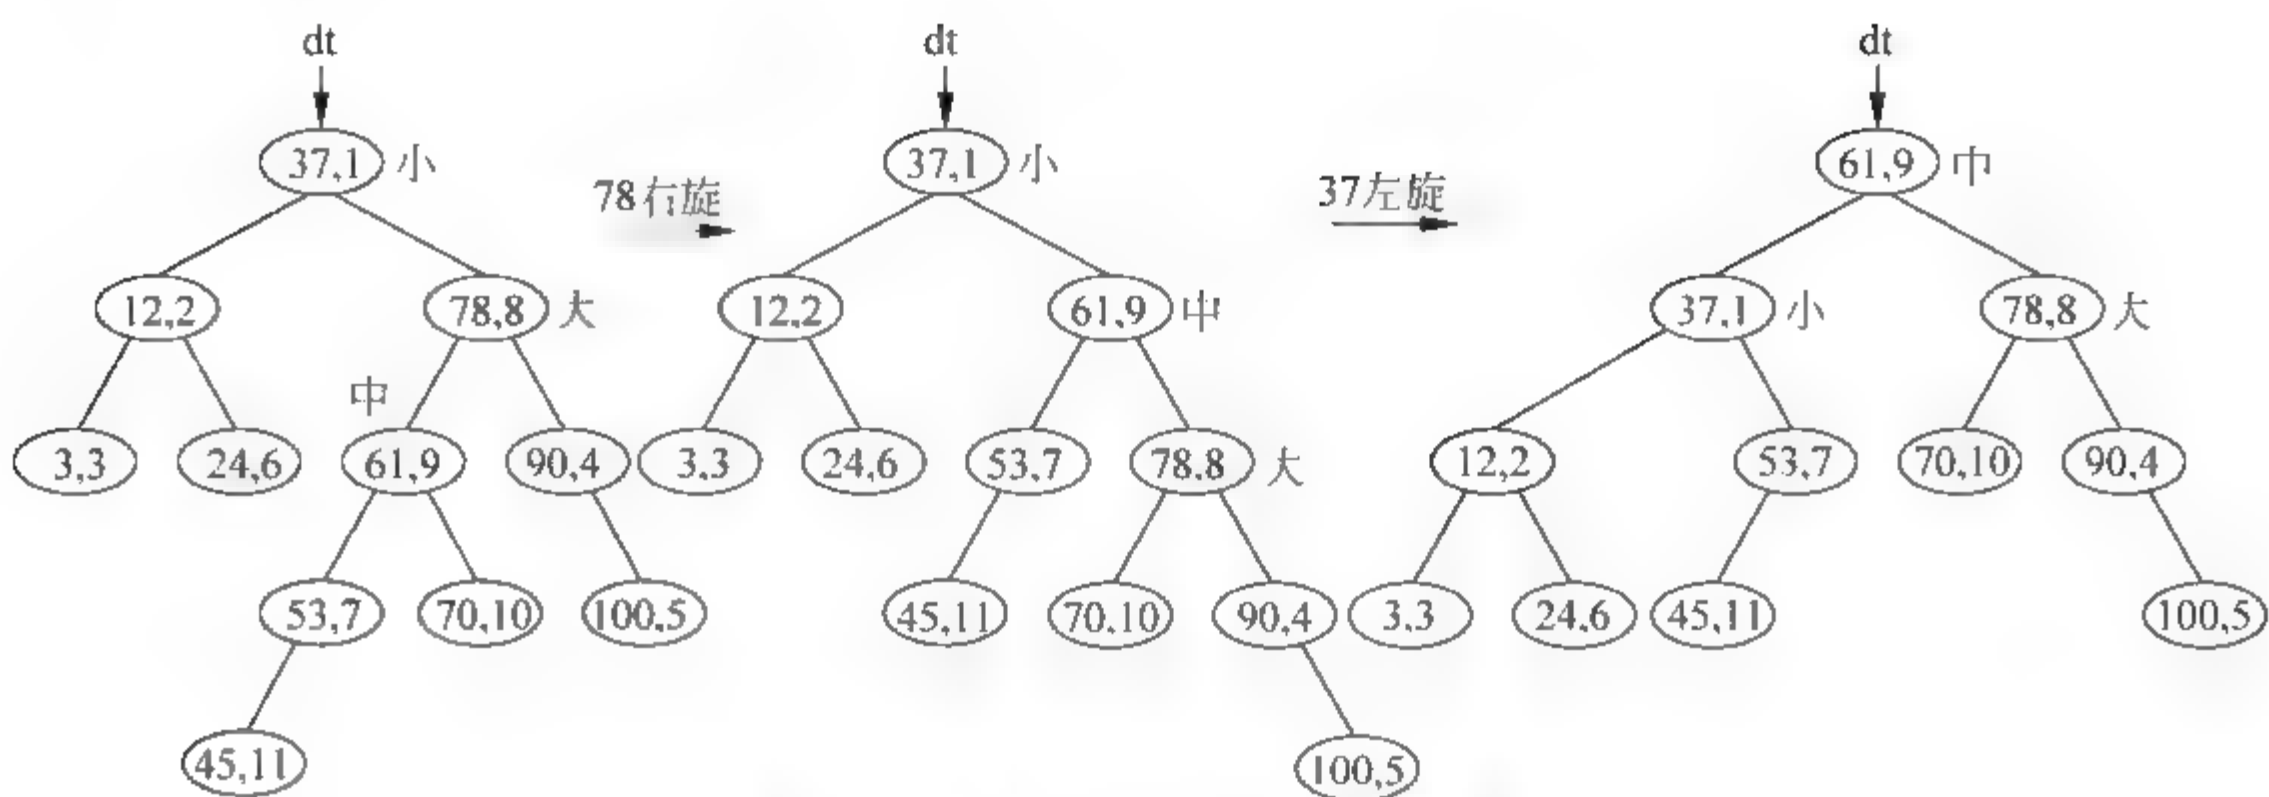 dt
dt
dt
37,1 小
37,1 小
61,9 中
78右旋
37左旋
12,2
78,8 大
12,2
61,9 中
37,1 小
78,8 大
中
3,3
24,6
61,9
90,4
3,3
24,6
53,7
78,8 大
12,2
53,7
70,10
90,4
53,7
70,10
100,5
45,11
70,10
90,4
3,3
24,6
45,11
100,5
45,11
100,5